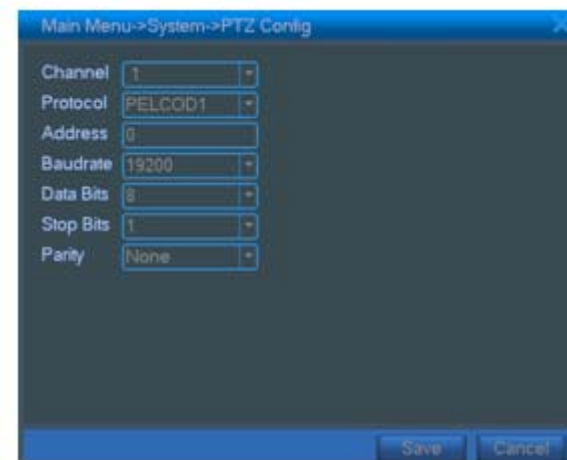 Main Menu->System->PTZ Config
Channel 1
Protocol PELCOD1
Address 0
Baudrate 19200
Data Bits 8
Stop Bits 1
Parity None
Save Cancel